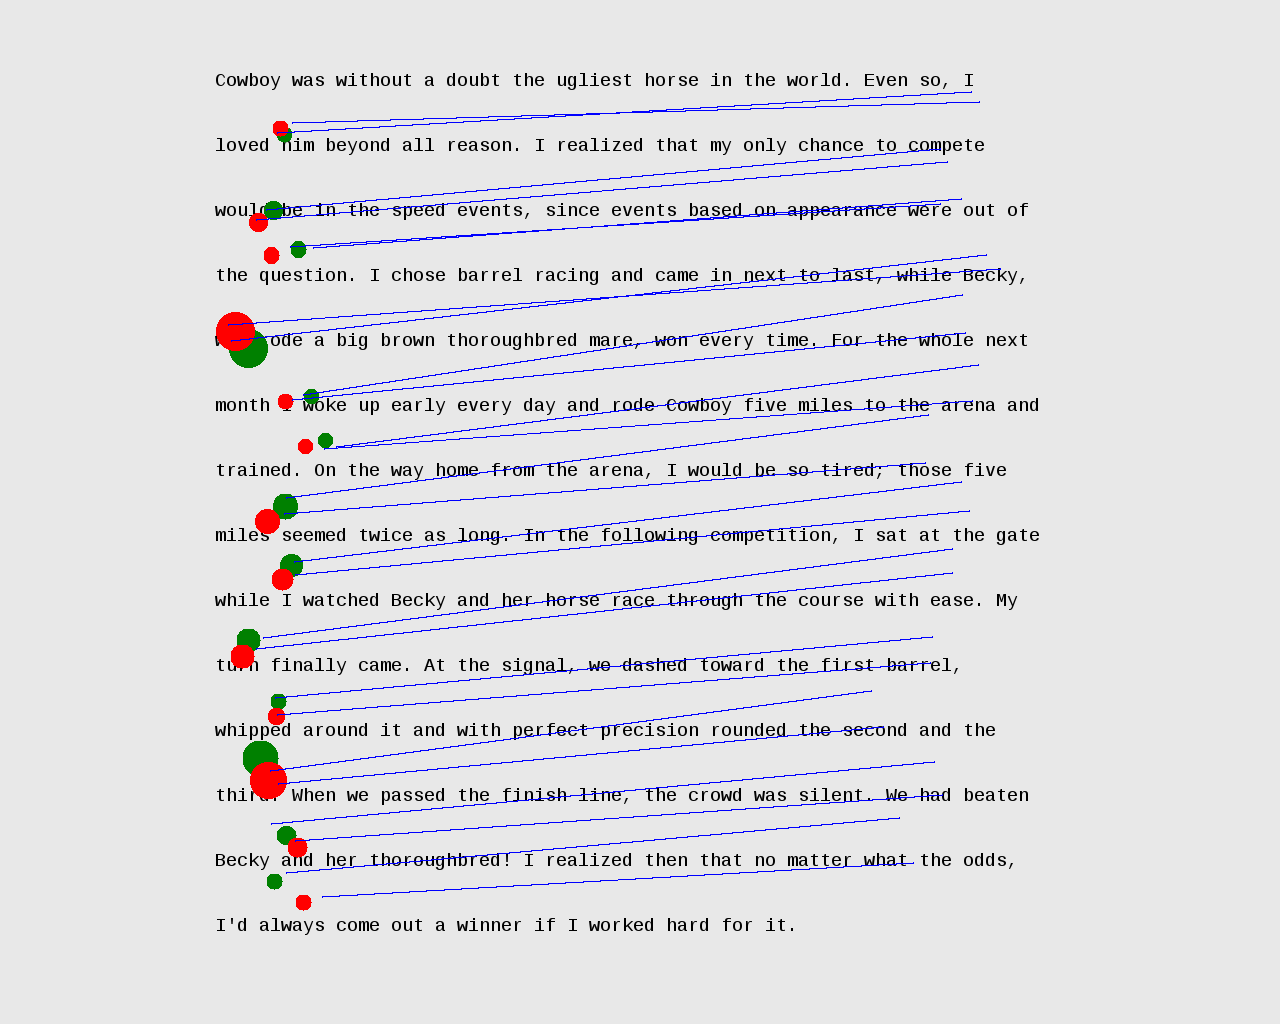 Cowboy was without a doubt the ugliest horse in the world. Even so, I
loved him beyond all reason. I realized that my only chance to compete
would be in the speed events, since events based on appearance were out of
the question. I chose barrel racing and came in next to last, while Becky,
rode a big brown thoroughbred mare, won every time. For the whole next
month I woke up early every day and rode Cowboy five miles to the arena and
trained. On the way home from the arena, I would be so tired; those five
miles seemed twice as long. In the following competition, I sat at the gate
while I watched Becky and her horse race through the course with ease. My
turn finally came. At the signal, we dashed toward the first barrel,
whipped around it and with perfect precision rounded the second and the
third. When we passed the finish line, the crowd was silent. We had beaten
Becky and her thoroughbred! I realized then that no matter what the odds,
I'd always come out a winner if I worked hard for it.